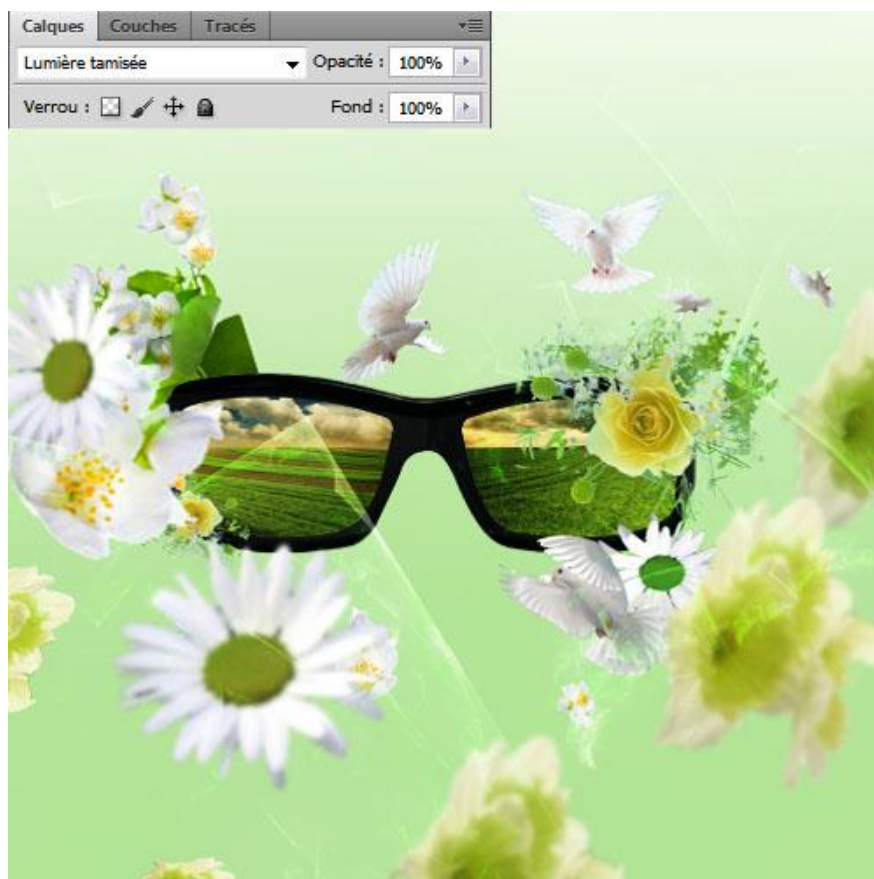 Calques Couches Tracés
Lumière tamisée Opacité : 100%
Verrou : Fond : 100%